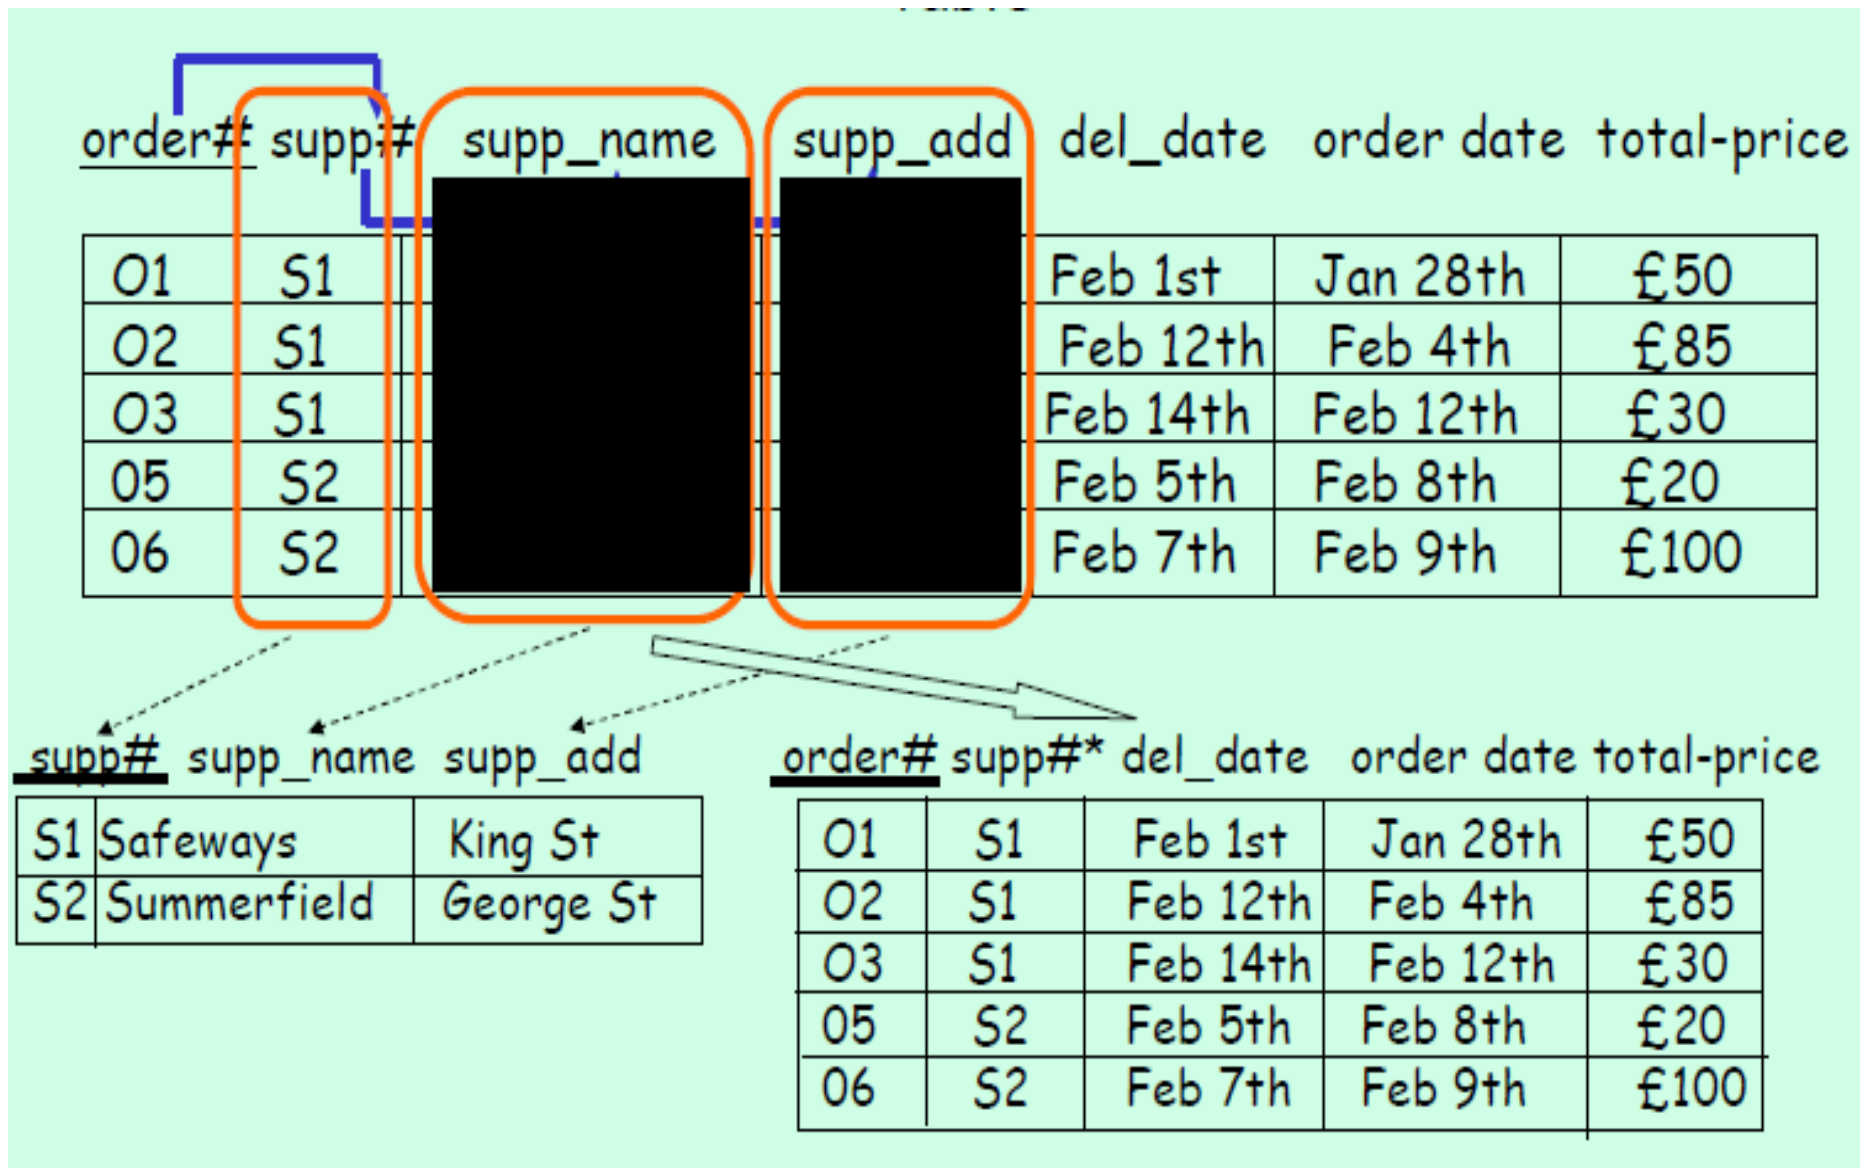 order# supp# supp_name supp_add del_date order date total-price
O1 S1 Feb 1st Jan 28th £50
O2 S1 Feb 12th Feb 4th £85
O3 S1 Feb 14th Feb 12th £30
05 S2 Feb 5th Feb 8th £20
06 S2 Feb 7th Feb 9th £100
supp# supp_name supp_add
S1 Safeways King St
S2 Summerfield George St
order# supp#* del_date order date total-price
O1 S1 Feb 1st Jan 28th £50
O2 S1 Feb 12th Feb 4th £85
O3 S1 Feb 14th Feb 12th £30
05 S2 Feb 5th Feb 8th £20
06 S2 Feb 7th Feb 9th £100